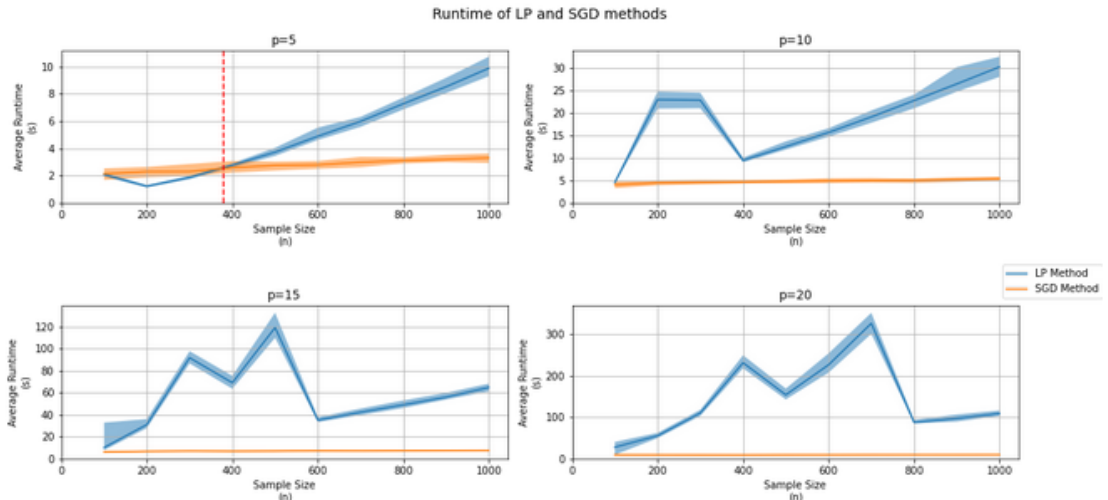 Runtime of LP and SGD methods
p=5
10
8
6
4
2
0
Average Runtime
(s)
0 200 400 600 800 1000
Sample Size
(n)
p=10
30
25
20
15
10
5
0
Average Runtime
(s)
0 200 400 600 800 1000
Sample Size
(n)
LP Method
SGD Method
p=15
120
100
80
60
40
20
0
Average Runtime
(s)
0 200 400 600 800 1000
Sample Size
(n)
p=20
300
200
100
0
Average Runtime
(s)
0 200 400 600 800 1000
Sample Size
(n)